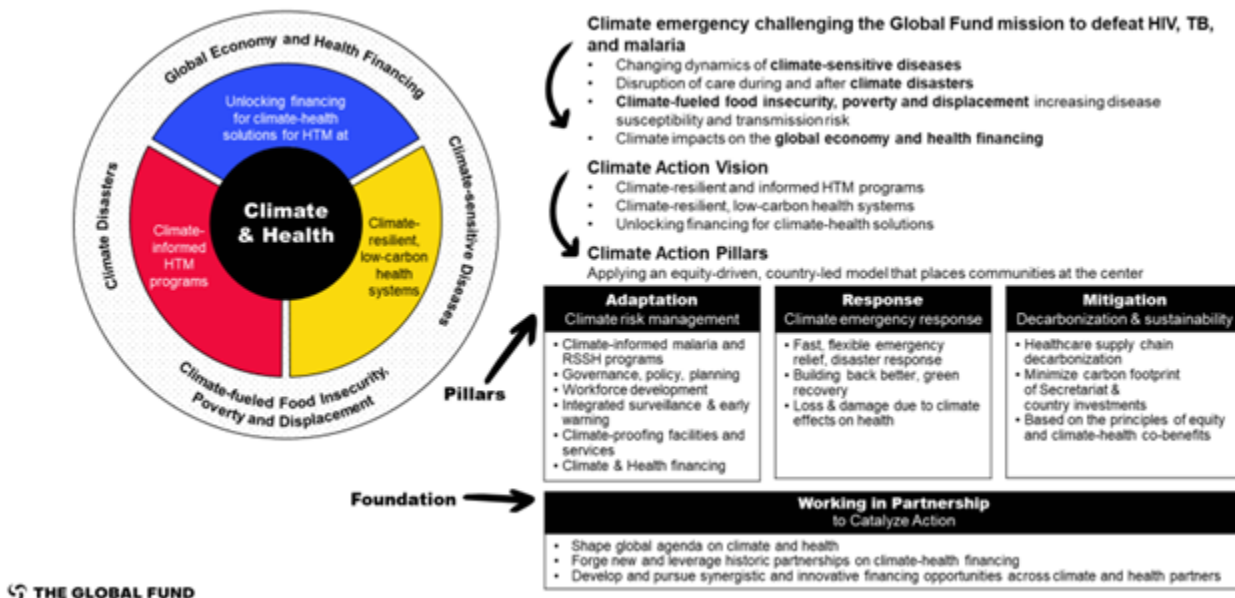 Global Economy and Health Financing
Climate-sensitive Diseases
Climate-fueled Food Insecurity,
Poverty and Displacement
Climate Disasters
Unlocking financing
for climate-health
solutions for HTM at
Climate-
informed
HTM
programs
Climate
& Health
Climate-
resilient,
low-carbon
health
systems
Climate emergency challenging the Global Fund mission to defeat HIV, TB,
and malaria
• Changing dynamics of climate-sensitive diseases
• Disruption of care during and after climate disasters
• Climate-fueled food insecurity, poverty and displacement increasing disease
susceptibility and transmission risk
• Climate impacts on the global economy and health financing
Climate Action Vision
• Climate-resilient and informed HTM programs
• Climate-resilient, low-carbon health systems
• Unlocking financing for climate-health solutions
Climate Action Pillars
Applying an equity-driven, country-led model that places communities at the center
Pillars
Adaptation
Climate risk management
• Climate-informed malaria and
RSSH programs
• Governance, policy, planning
• Workforce development
• Integrated surveillance & early
warning
• Climate-proofing facilities and
services
• Climate & Health financing
Response
Climate emergency response
• Fast, flexible emergency
relief, disaster response
• Building back better, green
recovery
• Loss & damage due to climate
effects on health
Mitigation
Decarbonization & sustainability
• Healthcare supply chain
decarbonization
• Minimize carbon footprint
of Secretariat &
country investments
• Based on the principles of equity
and climate-health co-benefits
Foundation
Working in Partnership
to Catalyze Action
• Shape global agenda on climate and health
• Forge new and leverage historic partnerships on climate-health financing
• Develop and pursue synergistic and innovative financing opportunities across climate and health partners
THE GLOBAL FUND